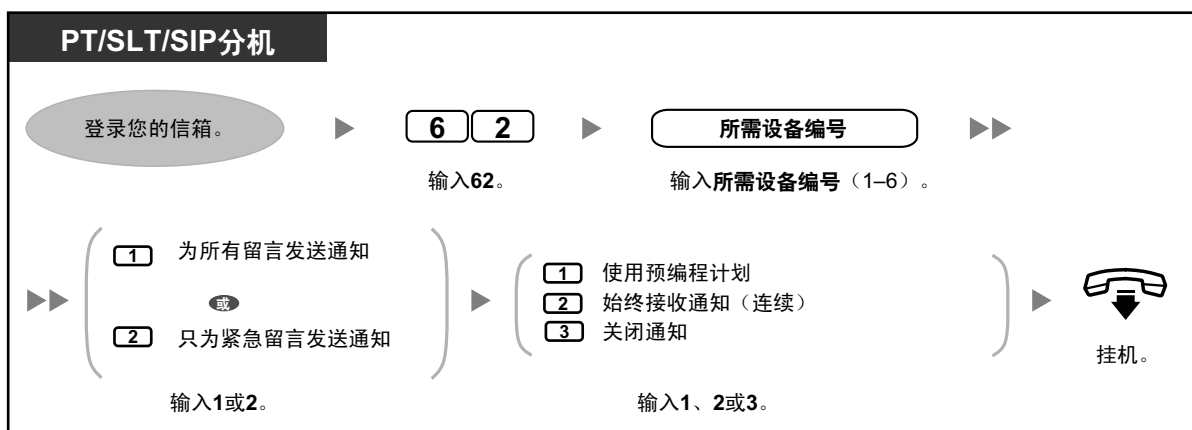 PT/SLT/SIP分机
登录您的信箱。
6 2
所需设备编号
输入62。
输入所需设备编号（1–6）。
1 为所有留言发送通知
或
2 只为紧急留言发送通知
1 使用预编程计划
2 始终接收通知（连续）
3 关闭通知
挂机。
输入1或2。
输入1、2或3。